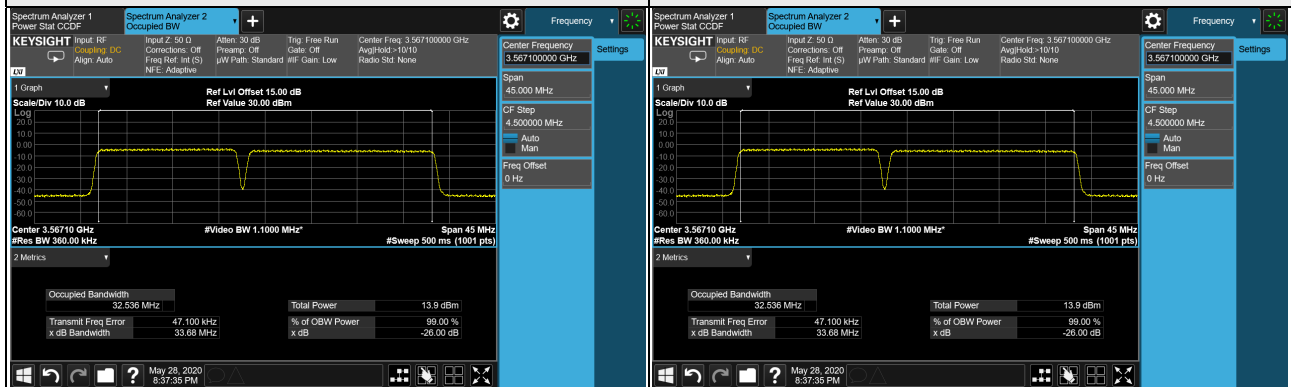 Spectrum Analyzer 1
Power Stat CCDF
Spectrum Analyzer 2
Occupied BW
Frequency
KEYSIGHT
Input: RF
Coupling: DC
Align: Auto
Input Z: 50 Ω
Corrections: Off
Freq Ref: Int (S)
NFE: Adaptive
Atten: 30 dB
Preamp: Off
µW Path: Standard
Trig: Free Run
Gate: Off
#IF Gain: Low
Center Freq: 3.567100000 GHz
Avg|Hold:>10/10
Radio Std: None
LXI
Center Frequency
3.567100000 GHz
Settings
Span
45.000 MHz
CF Step
4.500000 MHz
Auto
Man
Freq Offset
0 Hz
1 Graph
Scale/Div 10.0 dB
Ref Lvl Offset 15.00 dB
Ref Value 30.00 dBm
Log
20.0
10.0
0.00
-10.0
-20.0
-30.0
-40.0
-50.0
-60.0
Center 3.56710 GHz
#Res BW 360.00 kHz
#Video BW 1.1000 MHz*
Span 45 MHz
#Sweep 500 ms (1001 pts)
2 Metrics
Occupied Bandwidth
32.536 MHz
Transmit Freq Error 47.100 kHz
x dB Bandwidth 33.68 MHz
Total Power 13.9 dBm
% of OBW Power 99.00 %
x dB -26.00 dB
?
May 28, 2020
8:37:35 PM
Spectrum Analyzer 1
Power Stat CCDF
Spectrum Analyzer 2
Occupied BW
Frequency
KEYSIGHT
Input: RF
Coupling: DC
Align: Auto
Input Z: 50 Ω
Corrections: Off
Freq Ref: Int (S)
NFE: Adaptive
Atten: 30 dB
Preamp: Off
µW Path: Standard
Trig: Free Run
Gate: Off
#IF Gain: Low
Center Freq: 3.567100000 GHz
Avg|Hold:>10/10
Radio Std: None
LXI
Center Frequency
3.567100000 GHz
Settings
Span
45.000 MHz
CF Step
4.500000 MHz
Auto
Man
Freq Offset
0 Hz
1 Graph
Scale/Div 10.0 dB
Ref Lvl Offset 15.00 dB
Ref Value 30.00 dBm
Log
20.0
10.0
0.00
-10.0
-20.0
-30.0
-40.0
-50.0
-60.0
Center 3.56710 GHz
#Res BW 360.00 kHz
#Video BW 1.1000 MHz*
Span 45 MHz
#Sweep 500 ms (1001 pts)
2 Metrics
Occupied Bandwidth
32.536 MHz
Transmit Freq Error 47.100 kHz
x dB Bandwidth 33.68 MHz
Total Power 13.9 dBm
% of OBW Power 99.00 %
x dB -26.00 dB
?
May 28, 2020
8:37:35 PM